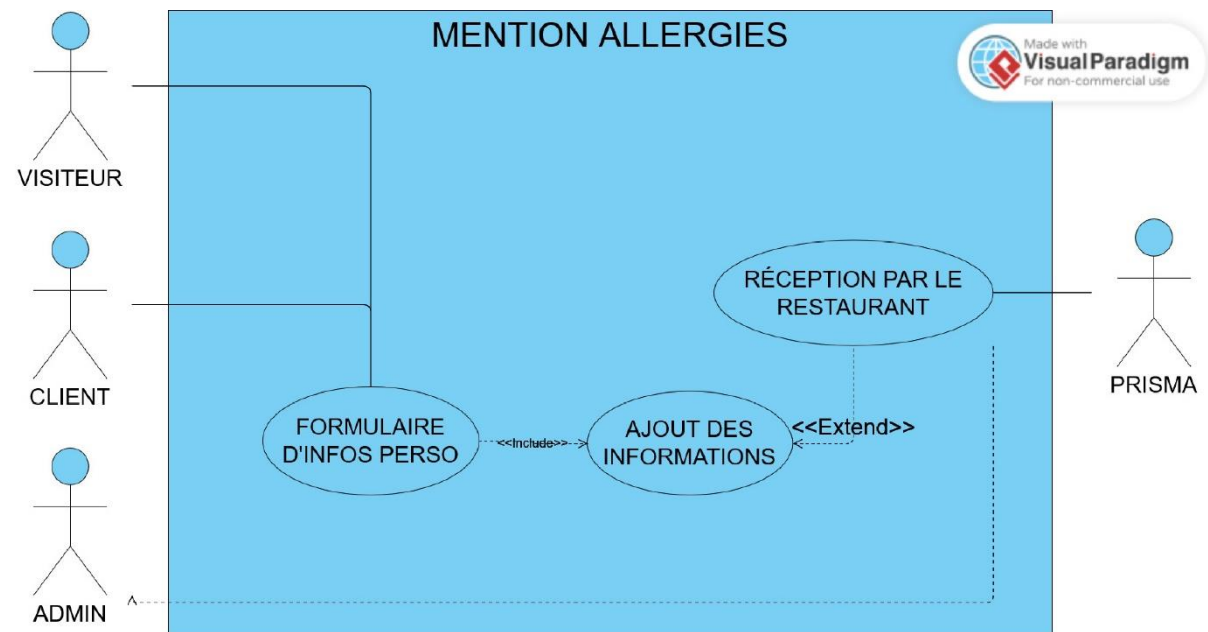 MENTION ALLERGIES
Made with
Visual Paradigm
For non-commercial use
VISITEUR
CLIENT
RÉCEPTION PAR LE
RESTAURANT
PRISMA
FORMULAIRE
D'INFOS PERSO
<<Include>>
AJOUT DES
INFORMATIONS
<<Extend>>
ADMIN